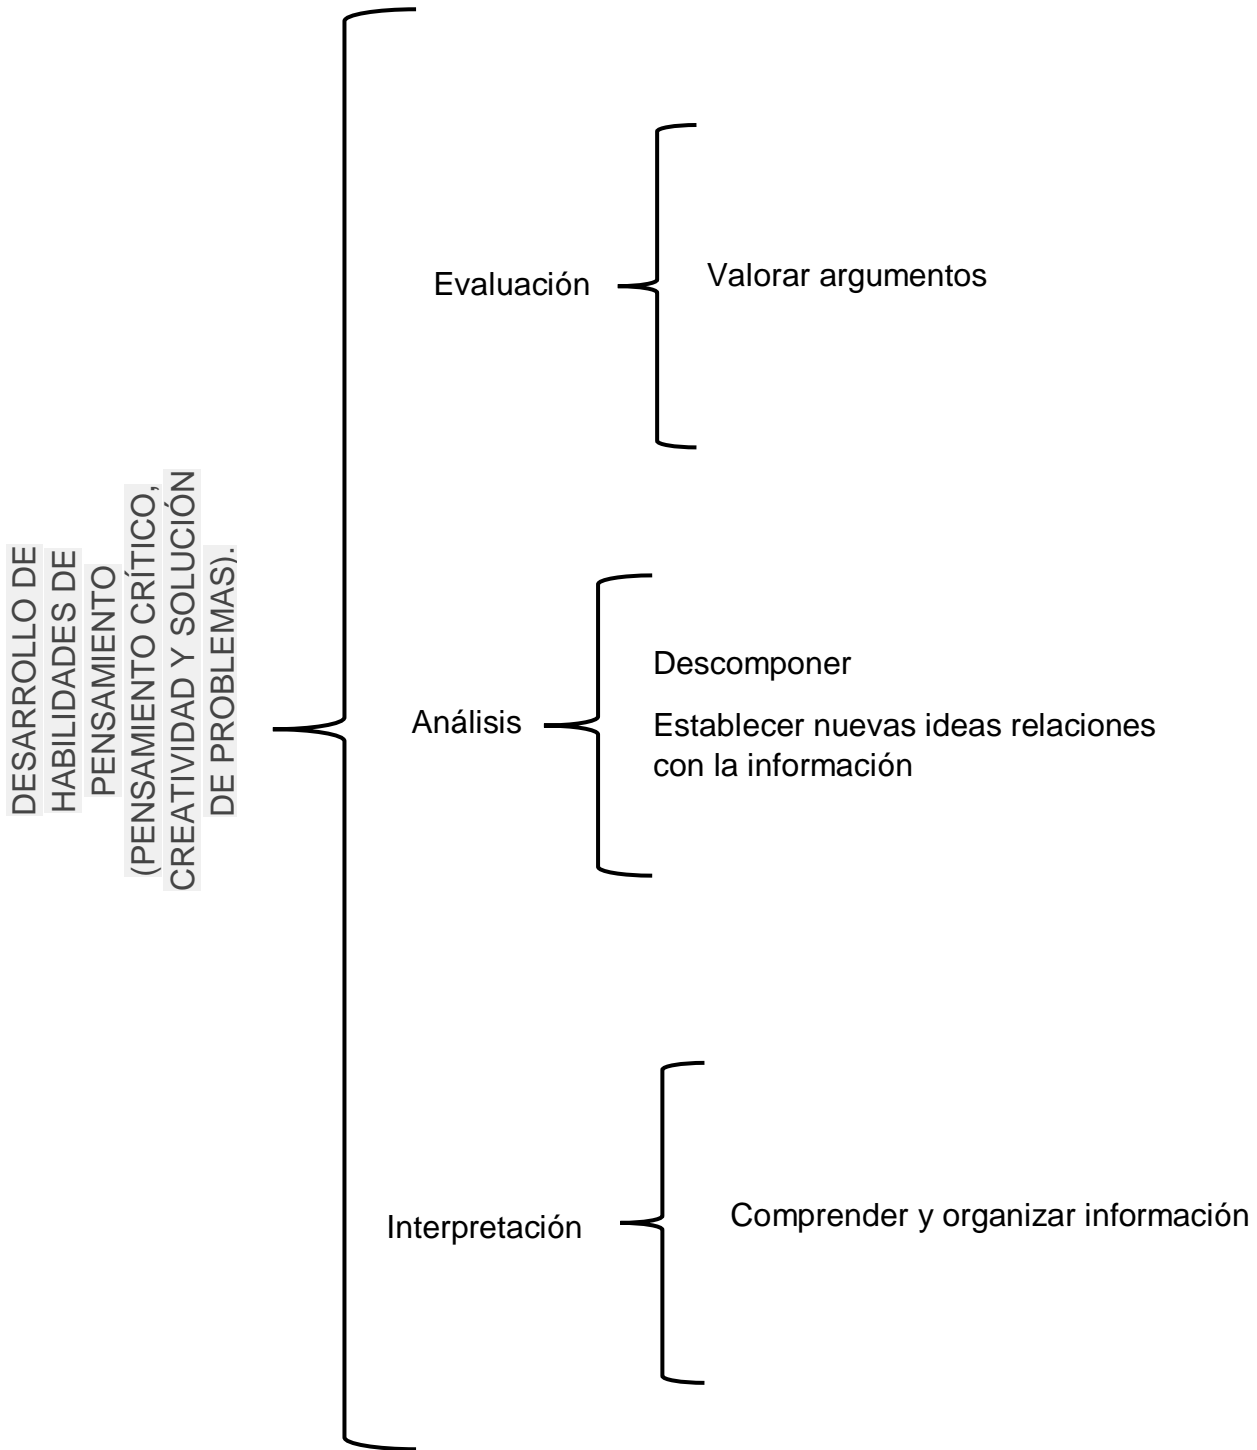 DESARROLLO DE
HABILIDADES DE
PENSAMIENTO
(PENSAMIENTO CRÍTICO,
CREATIVIDAD Y SOLUCIÓN
DE PROBLEMAS).
Evaluación
Valorar argumentos
Análisis
Descomponer
Establecer nuevas ideas relaciones
con la información
Interpretación
Comprender y organizar información